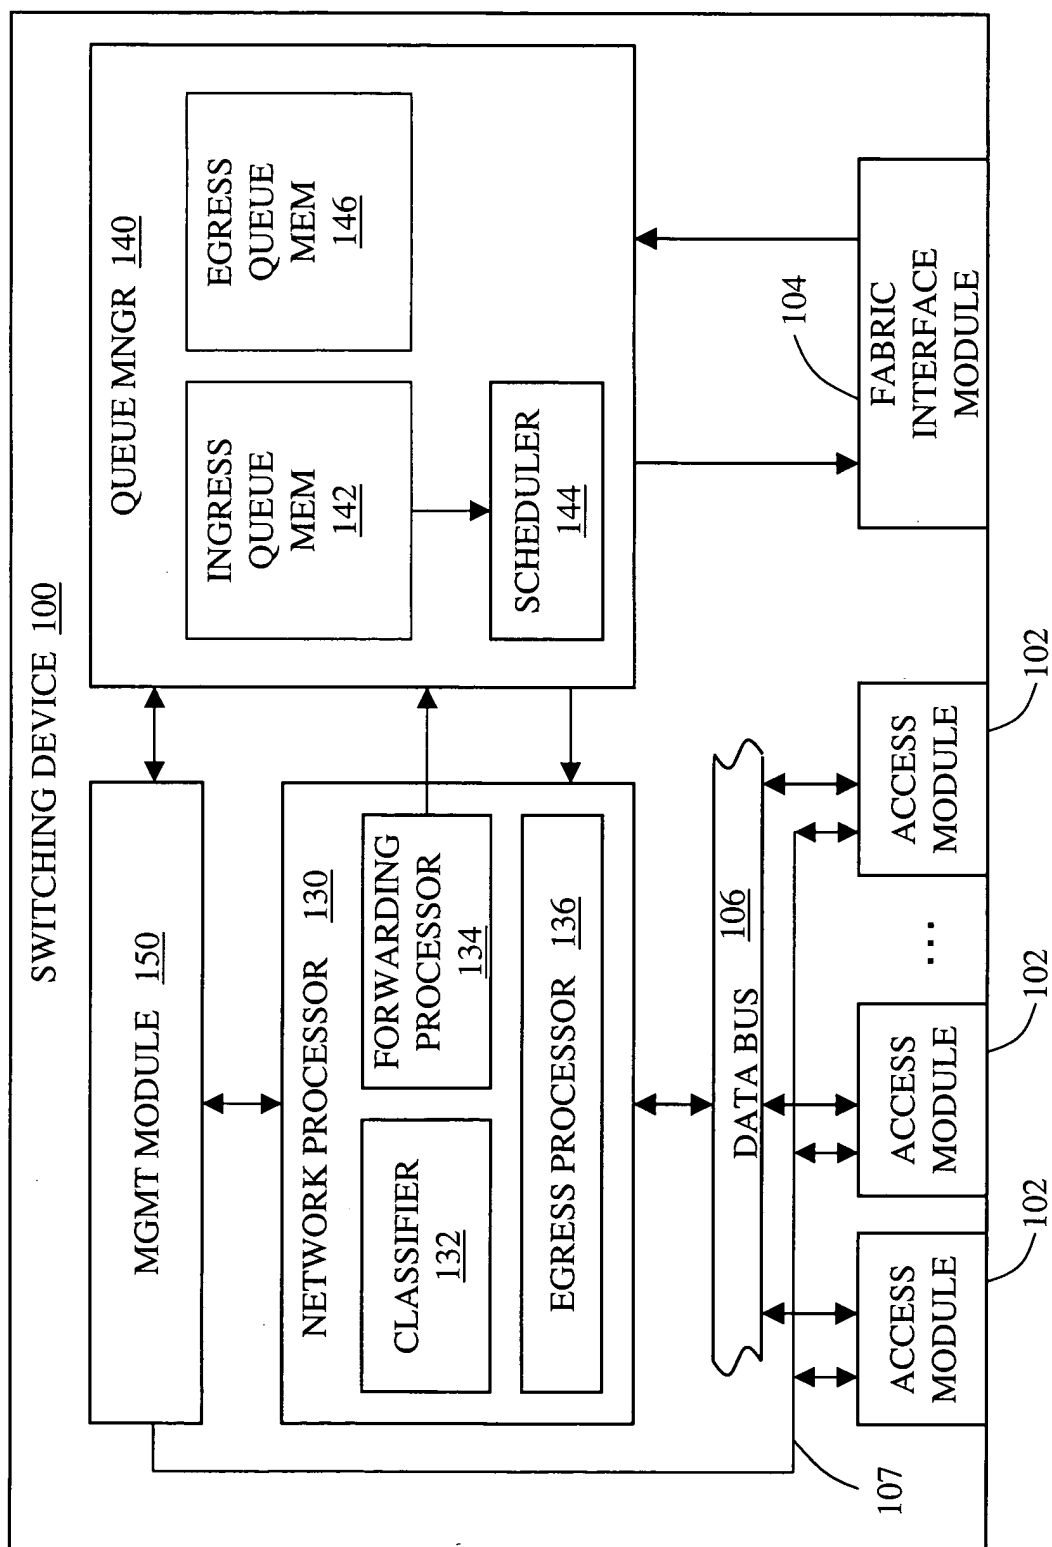 SWITCHING DEVICE 100
MGMT MODULE 150
QUEUE MNGR 140
INGRESS
QUEUE
MEM
142
EGRESS
QUEUE
MEM
146
SCHEDULER
144
NETWORK PROCESSOR 130
CLASSIFIER
132
FORWARDING
PROCESSOR
134
EGRESS PROCESSOR 136
DATA BUS 106
107
ACCESS
MODULE
102
ACCESS
MODULE
102
...
ACCESS
MODULE
102
104
FABRIC
INTERFACE
MODULE